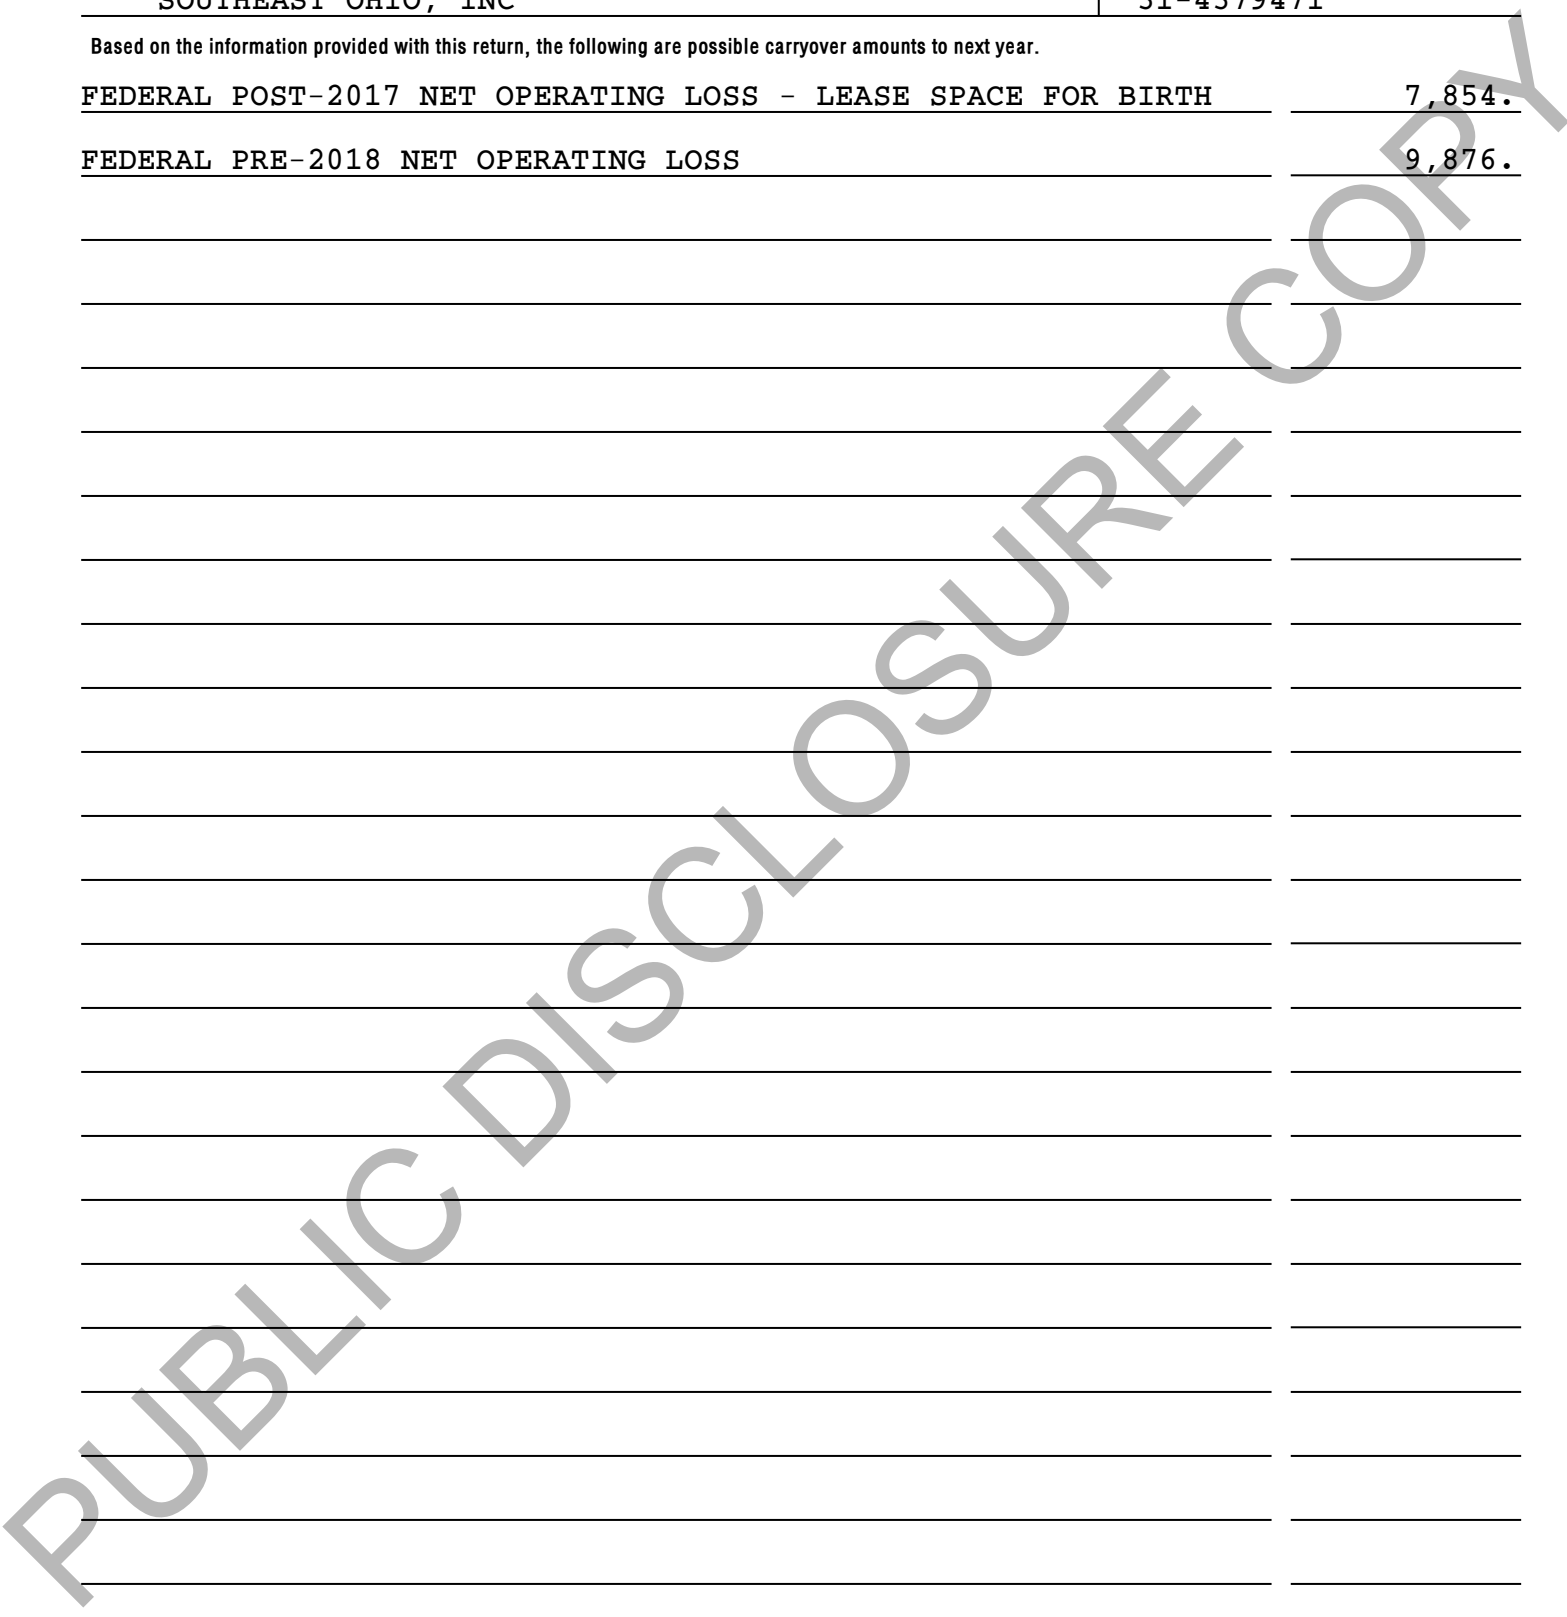 SOUTHEAST OHIO, INC 31-4379471
Based on the information provided with this return, the following are possible carryover amounts to next year.
FEDERAL POST-2017 NET OPERATING LOSS - LEASE SPACE FOR BIRTH 7,854.
FEDERAL PRE-2018 NET OPERATING LOSS 9,876.
PUBLIC DISCLOSURE COPY